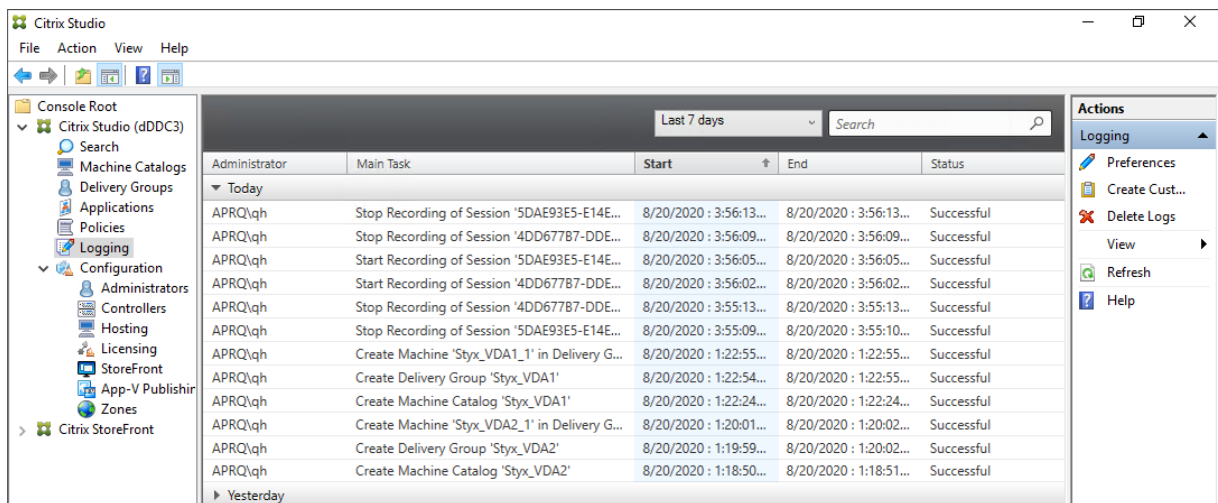 Citrix Studio
File Action View Help
Console Root
Citrix Studio (dDDC3)
Search
Machine Catalogs
Delivery Groups
Applications
Policies
Logging
Configuration
Administrators
Controllers
Hosting
Licensing
StoreFront
App-V Publishin
Zones
Citrix StoreFront
Last 7 days Search
Administrator Main Task Start End Status
Today
APRQ\qh Stop Recording of Session '5DAE93E5-E14E... 8/20/2020 : 3:56:13... 8/20/2020 : 3:56:13... Successful
APRQ\qh Stop Recording of Session '4DD677B7-DDE... 8/20/2020 : 3:56:09... 8/20/2020 : 3:56:09... Successful
APRQ\qh Start Recording of Session '5DAE93E5-E14E... 8/20/2020 : 3:56:05... 8/20/2020 : 3:56:05... Successful
APRQ\qh Start Recording of Session '4DD677B7-DDE... 8/20/2020 : 3:56:02... 8/20/2020 : 3:56:02... Successful
APRQ\qh Stop Recording of Session '4DD677B7-DDE... 8/20/2020 : 3:55:13... 8/20/2020 : 3:55:13... Successful
APRQ\qh Stop Recording of Session '5DAE93E5-E14E... 8/20/2020 : 3:55:09... 8/20/2020 : 3:55:10... Successful
APRQ\qh Create Machine 'Styx_VDA1_1' in Delivery G... 8/20/2020 : 1:22:55... 8/20/2020 : 1:22:55... Successful
APRQ\qh Create Delivery Group 'Styx_VDA1' 8/20/2020 : 1:22:54... 8/20/2020 : 1:22:55... Successful
APRQ\qh Create Machine Catalog 'Styx_VDA1' 8/20/2020 : 1:22:24... 8/20/2020 : 1:22:24... Successful
APRQ\qh Create Machine 'Styx_VDA2_1' in Delivery G... 8/20/2020 : 1:20:01... 8/20/2020 : 1:20:02... Successful
APRQ\qh Create Delivery Group 'Styx_VDA2' 8/20/2020 : 1:19:59... 8/20/2020 : 1:20:02... Successful
APRQ\qh Create Machine Catalog 'Styx_VDA2' 8/20/2020 : 1:18:50... 8/20/2020 : 1:18:51... Successful
Yesterday
Actions
Logging
Preferences
Create Cust...
Delete Logs
View
Refresh
Help